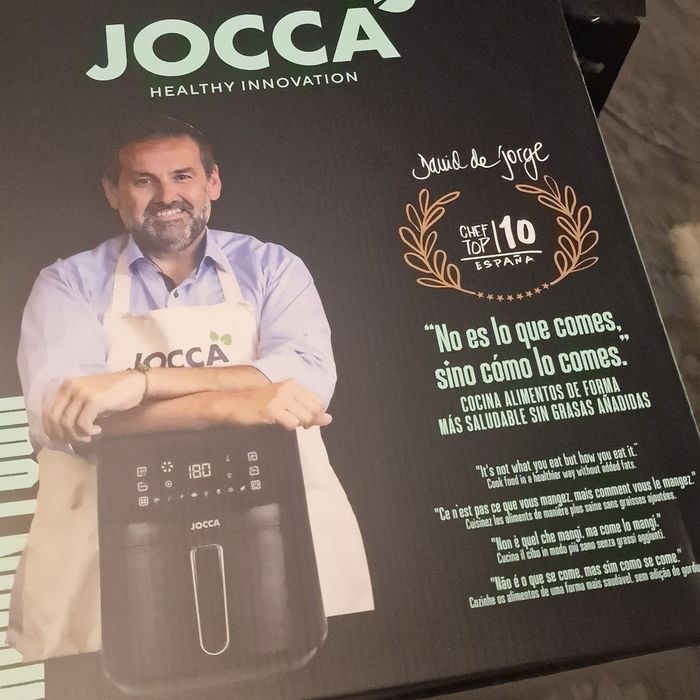 JOCCA
HEALTHY INNOVATION
David de Jorge
CHEF
TOP | 10
ESPAÑA
JOCCA
"No es lo que comes,
sino cómo lo comes."
COCINA ALIMENTOS DE FORMA
MÁS SALUDABLE SIN GRASAS AÑADIDAS
"It's not what you eat but how you eat it."
Cook food in a healthier way without added fats.
"Ce n'est pas ce que vous mangez, mais comment vous le mangez."
Cuisinez les aliments de manière plus saine sans graisses ajoutées.
"Non è quel che mangi, ma come lo mangi."
Cucina il cibo in modo più sano senza grassi aggiunti.
"Não é o que se come, mas sim como se come."
Cozinhe os alimentos de uma forma mais saudável, sem adição de
180
JOCCA